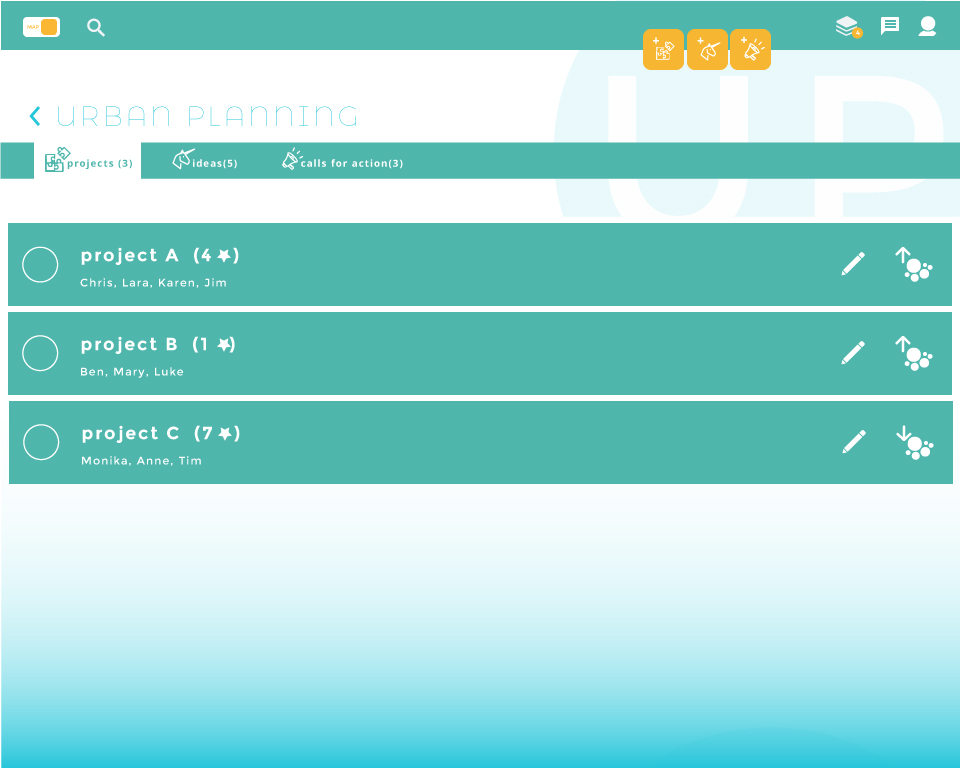 MAP
4
URBAN PLANNING
projects (3)
ideas(5)
calls for action(3)
UP
project A (4 ★)
Chris, Lara, Karen, Jim
project B (1 ★)
Ben, Mary, Luke
project C (7 ★)
Monika, Anne, Tim